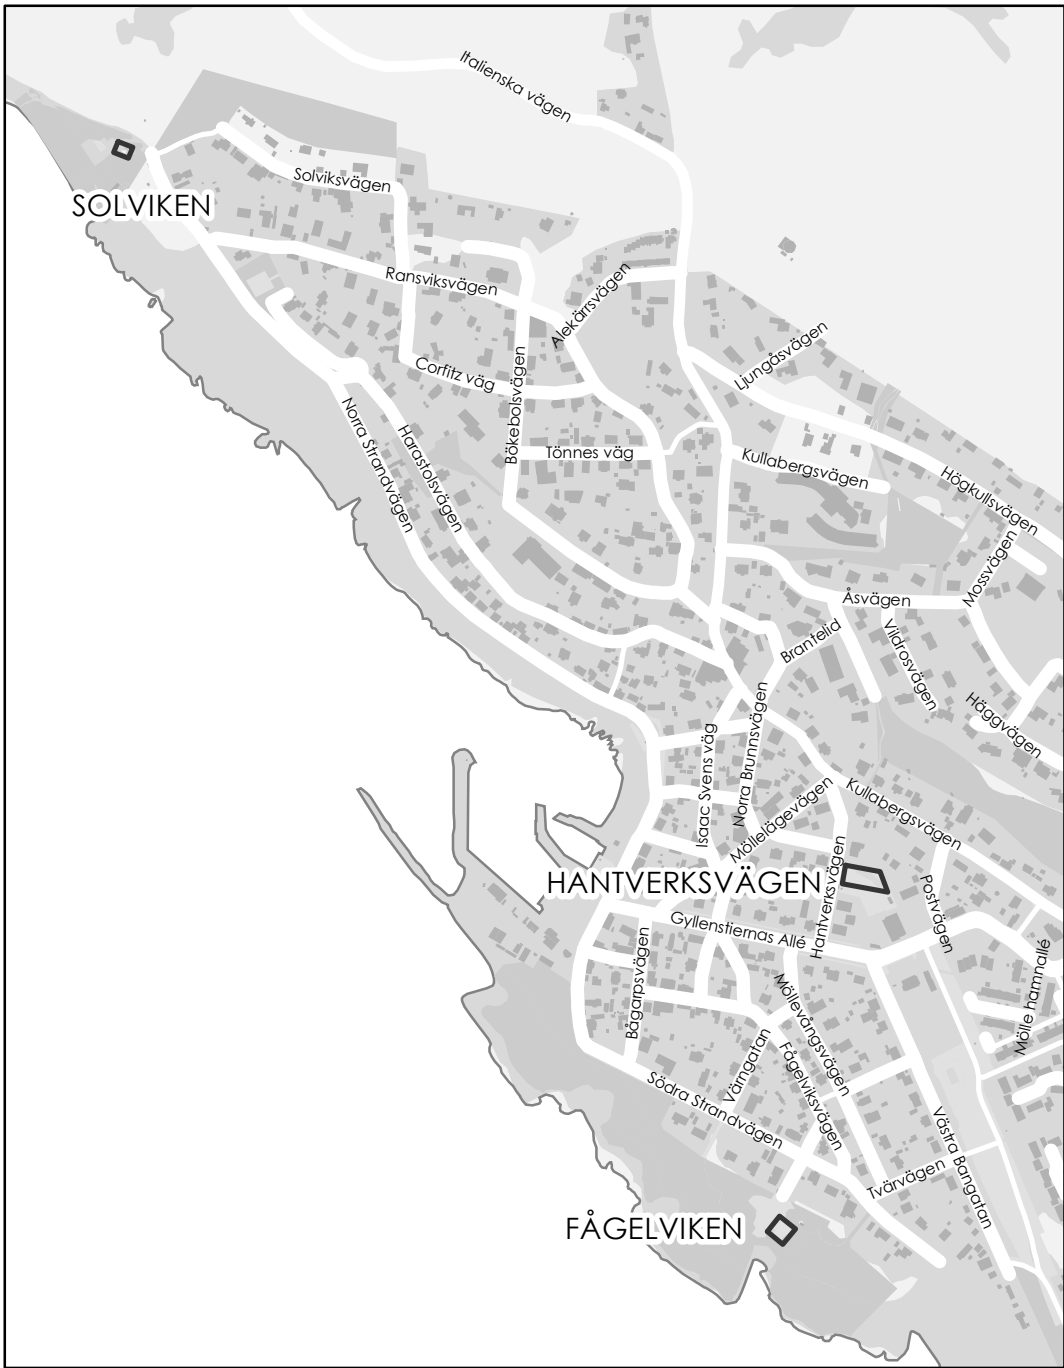 Italienska vägen
Solviksvägen
SOLVIKEN
Ransviksvägen
Alekärrsvägen
Ljungåsvägen
Corfitz väg
Bökebolsvägen
Norra Strandvägen
Harastolsvägen
Tönnes väg
Kullabergsvägen
Högkullsvägen
Mossvägen
Åsvägen
Brantelid
Vildrosvägen
Häggvägen
Isaac Svens väg
Norra Brunnsvägen
Möllelägevägen
Kullabergsvägen
HANTVERKSVÄGEN
Hantverksvägen
Postvägen
Gyllenstiernas Allé
Bågarpsvägen
Möllevångsvägen
Mölle hamnallé
Värngatan
Fågelviksvägen
Södra Strandvägen
Västra Bangatan
Tvärvägen
FÅGELVIKEN